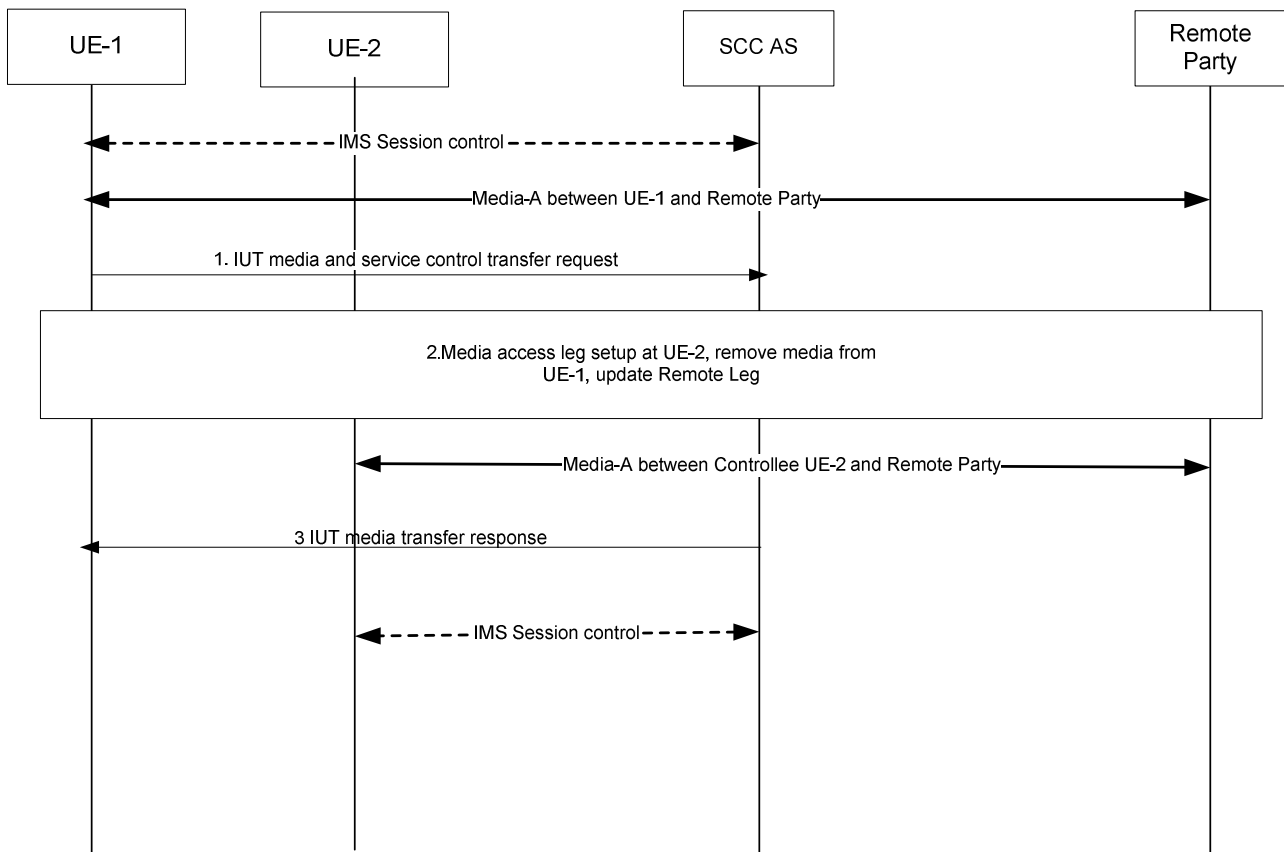 UE-1
UE-2
SCC AS
Remote
Party
IMS Session control
Media-A between UE-1 and Remote Party
1. IUT media and service control transfer request
2.Media access leg setup at UE-2, remove media from
UE-1, update Remote Leg
Media-A between Controllee UE-2 and Remote Party
3 IUT media transfer response
IMS Session control